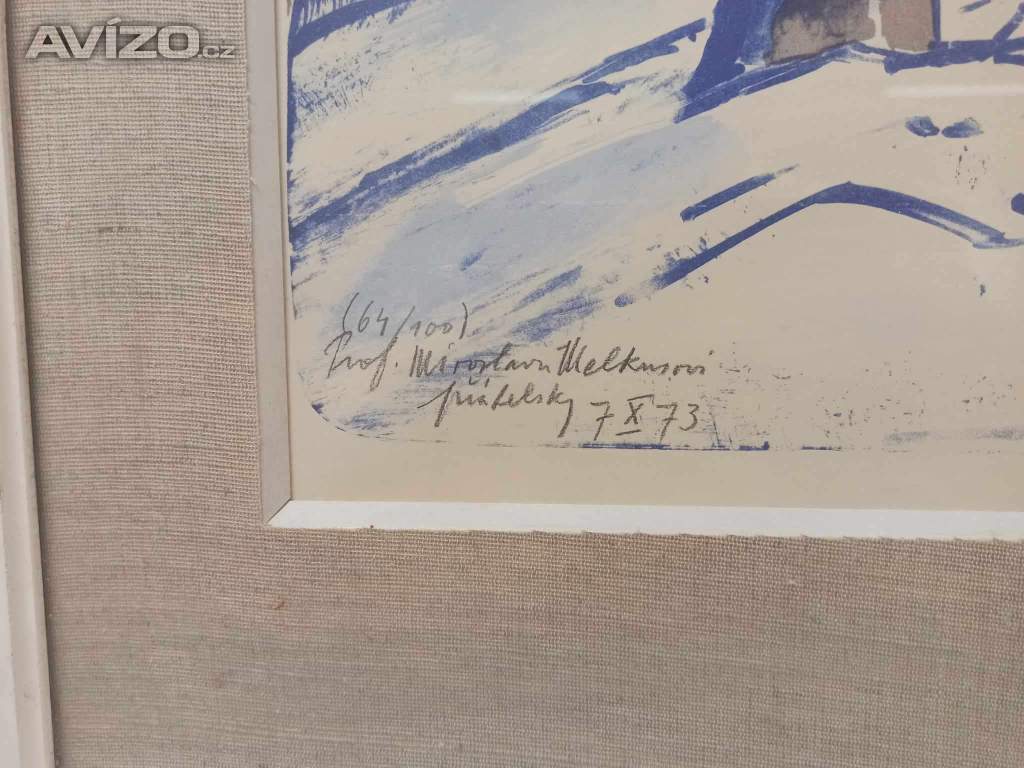 AVÍZO.cz
(64/100)
Prof. Miroslavu Melkusovi
přátelsky 7 X 73